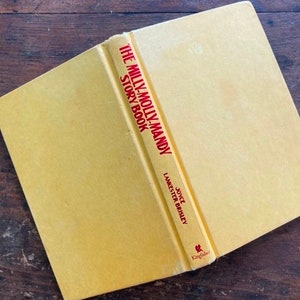 THE MILLY-MOLLY-MANDY
STORY BOOK
JOYCE
LANKESTER BRISLEY
Kingfisher